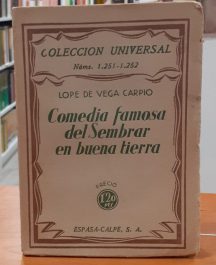 COLECCION UNIVERSAL
Núms. 1.251-1.252
LOPE DE VEGA CARPIO
Comedia famosa
del Sembrar
en buena tierra
PRECIO
1'20
ESPASA-CALPE, S. A.